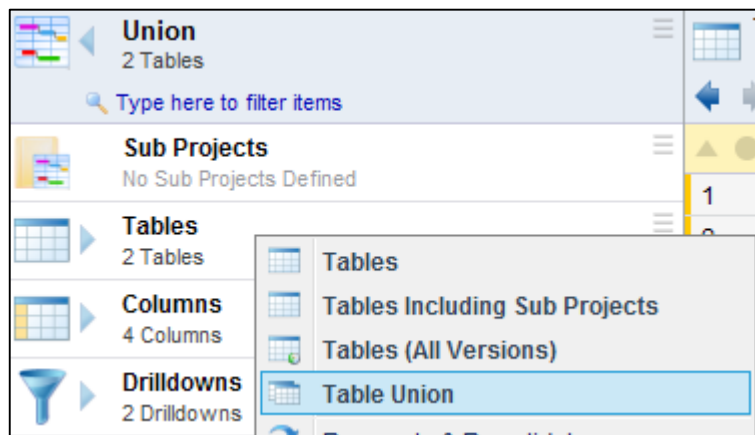 Union
2 Tables
Type here to filter items
Sub Projects
No Sub Projects Defined
1
Tables
2 Tables
Tables
Tables Including Sub Projects
Columns
4 Columns
Tables (All Versions)
Drilldowns
2 Drilldowns
Table Union